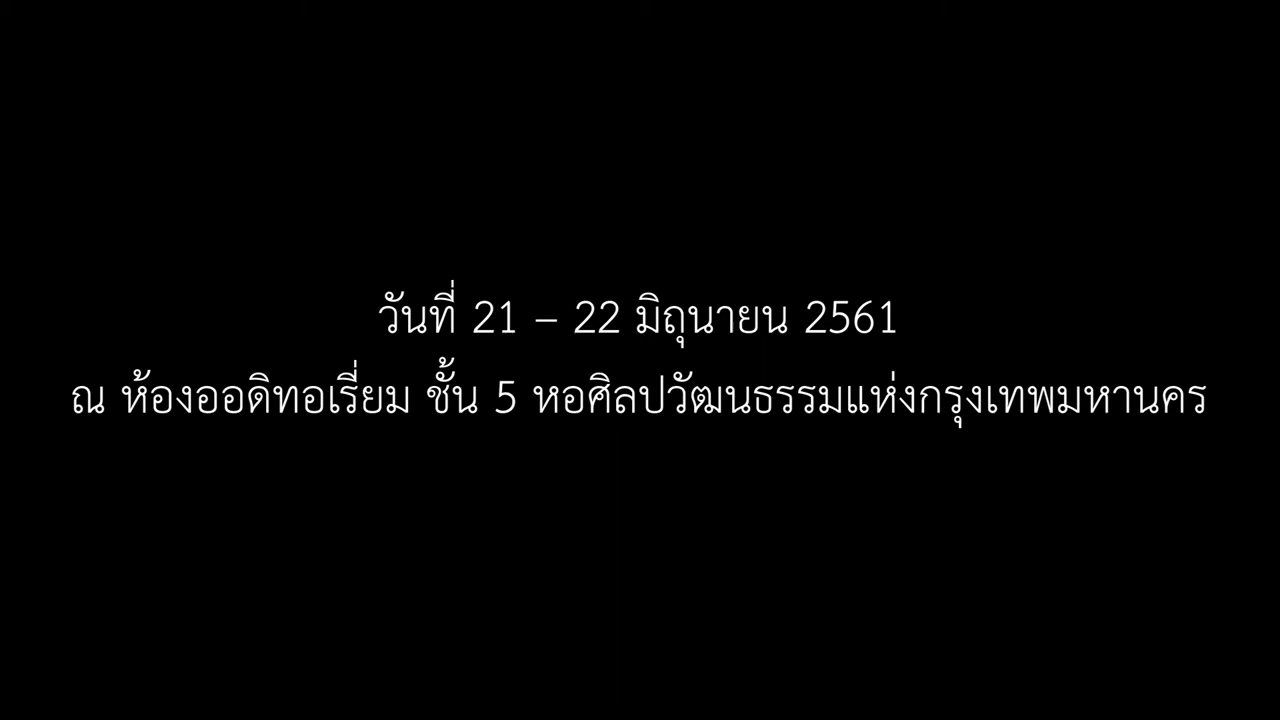 วันที่ 21 – 22 มิถุนายน 2561
ณ ห้องออดิทอเรี่ยม ชั้น 5 หอศิลปวัฒนธรรมแห่งกรุงเทพมหานคร